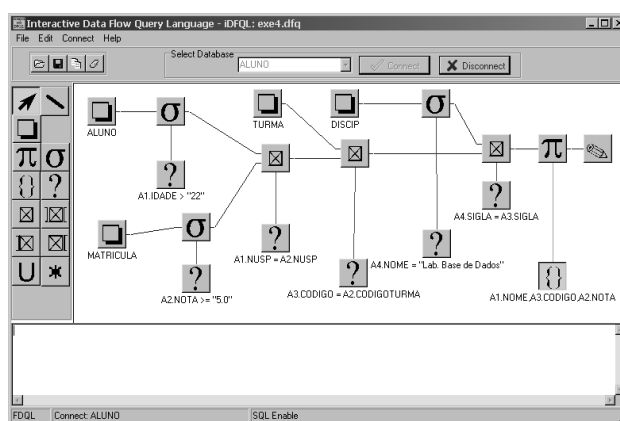 Interactive Data Flow Query Language - iDFQL: exe4.dfq
File Edit Connect Help
Select Database
ALUNO
Connect
Disconnect
ALUNO
TURMA
DISCIP
σ
σ
π
π σ
{} ?
U *
?
A1.IDADE > "22"
MATRICULA
σ
?
A2.NOTA >= "5.0"
?
A1.NUSP = A2.NUSP
?
A3.CODIGO = A2.CODIGOTURMA
?
A4.NOME = "Lab. Base de Dados"
?
A4.SIGLA = A3.SIGLA
{}
A1.NOME,A3.CODIGO,A2.NOTA
FDQL Connect: ALUNO SQL Enable